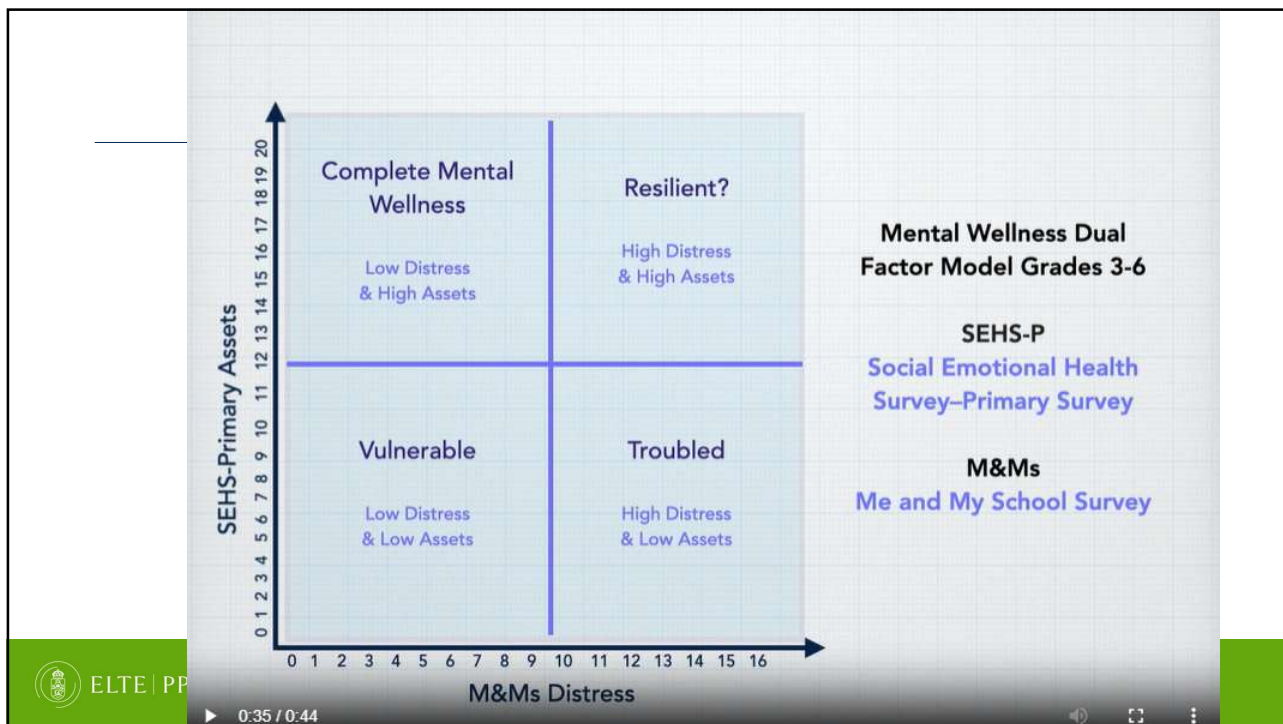 Complete Mental
Wellness
Low Distress
& High Assets
Resilient?
High Distress
& High Assets
Vulnerable
Low Distress
& Low Assets
Troubled
High Distress
& Low Assets
SEHS-Primary Assets
0 1 2 3 4 5 6 7 8 9 10 11 12 13 14 15 16 17 18 19 20
0 1 2 3 4 5 6 7 8 9 10 11 12 13 14 15 16
M&Ms Distress
Mental Wellness Dual
Factor Model Grades 3-6
SEHS-P
Social Emotional Health
Survey–Primary Survey
M&Ms
Me and My School Survey
ELTE | PP
0:35 / 0:44